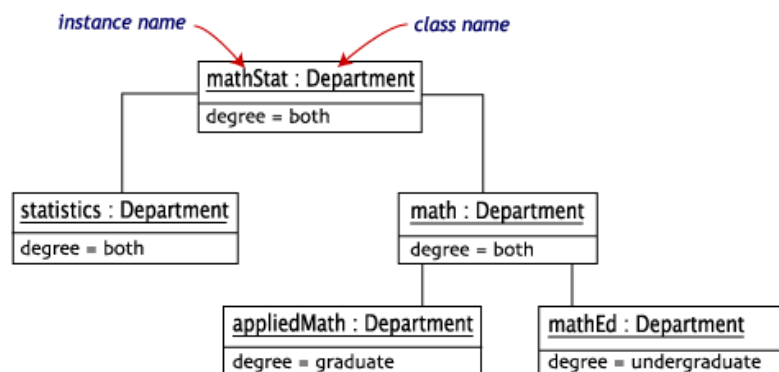 instance name
class name
mathStat : Department
degree = both
statistics : Department
degree = both
math : Department
degree = both
appliedMath : Department
degree = graduate
mathEd : Department
degree = undergraduate